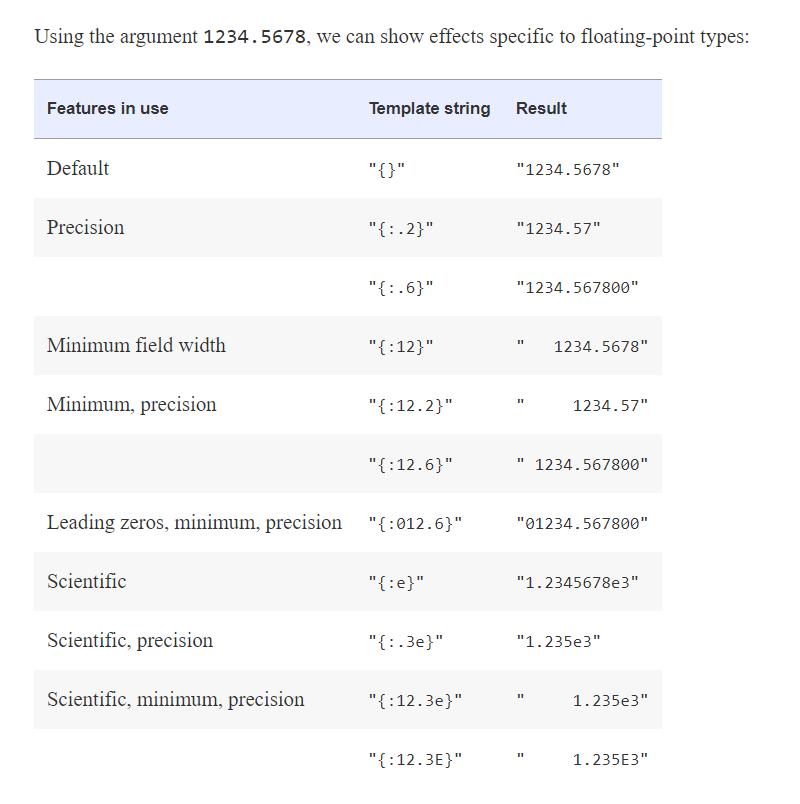 Using the argument 1234.5678, we can show effects specific to floating-point types:
Features in use Template string Result
Default "{}" "1234.5678"
Precision "{:.2}" "1234.57"
"{:.6}" "1234.567800"
Minimum field width "{:12}" "   1234.5678"
Minimum, precision "{:12.2}" "     1234.57"
"{:12.6}" " 1234.567800"
Leading zeros, minimum, precision "{:012.6}" "01234.567800"
Scientific "{:e}" "1.2345678e3"
Scientific, precision "{:.3e}" "1.235e3"
Scientific, minimum, precision "{:12.3e}" "     1.235e3"
"{:12.3E}" "     1.235E3"